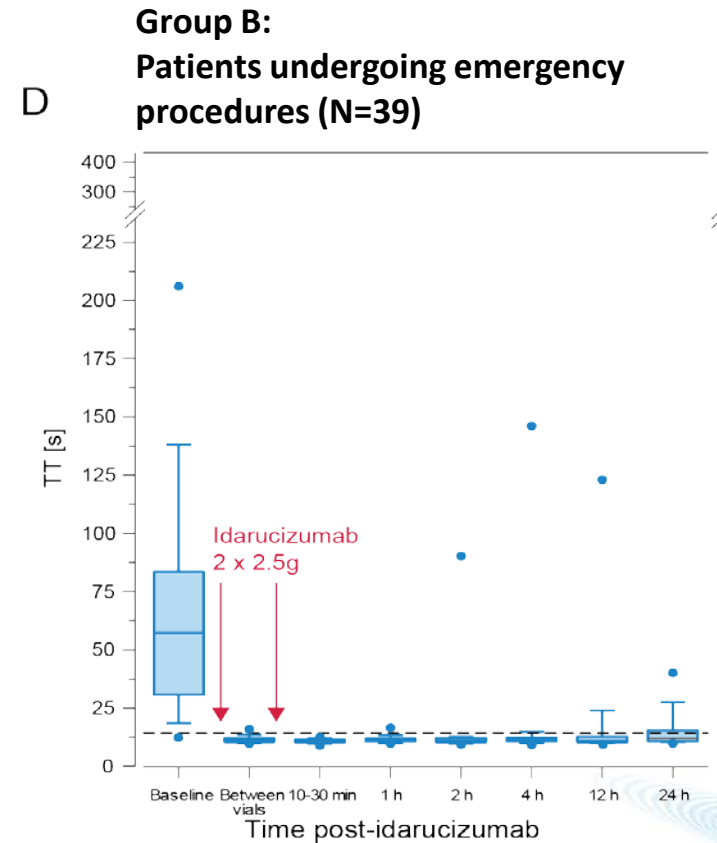 Group B:
Patients undergoing emergency
procedures (N=39)
D
400
300
225
200
175
150
125
100
75
50
25
0
TT [s]
Idarucizumab
2 x 2.5g
Baseline Between 10-30 min 1 h 2 h 4 h 12 h 24 h
vials
Time post-idarucizumab